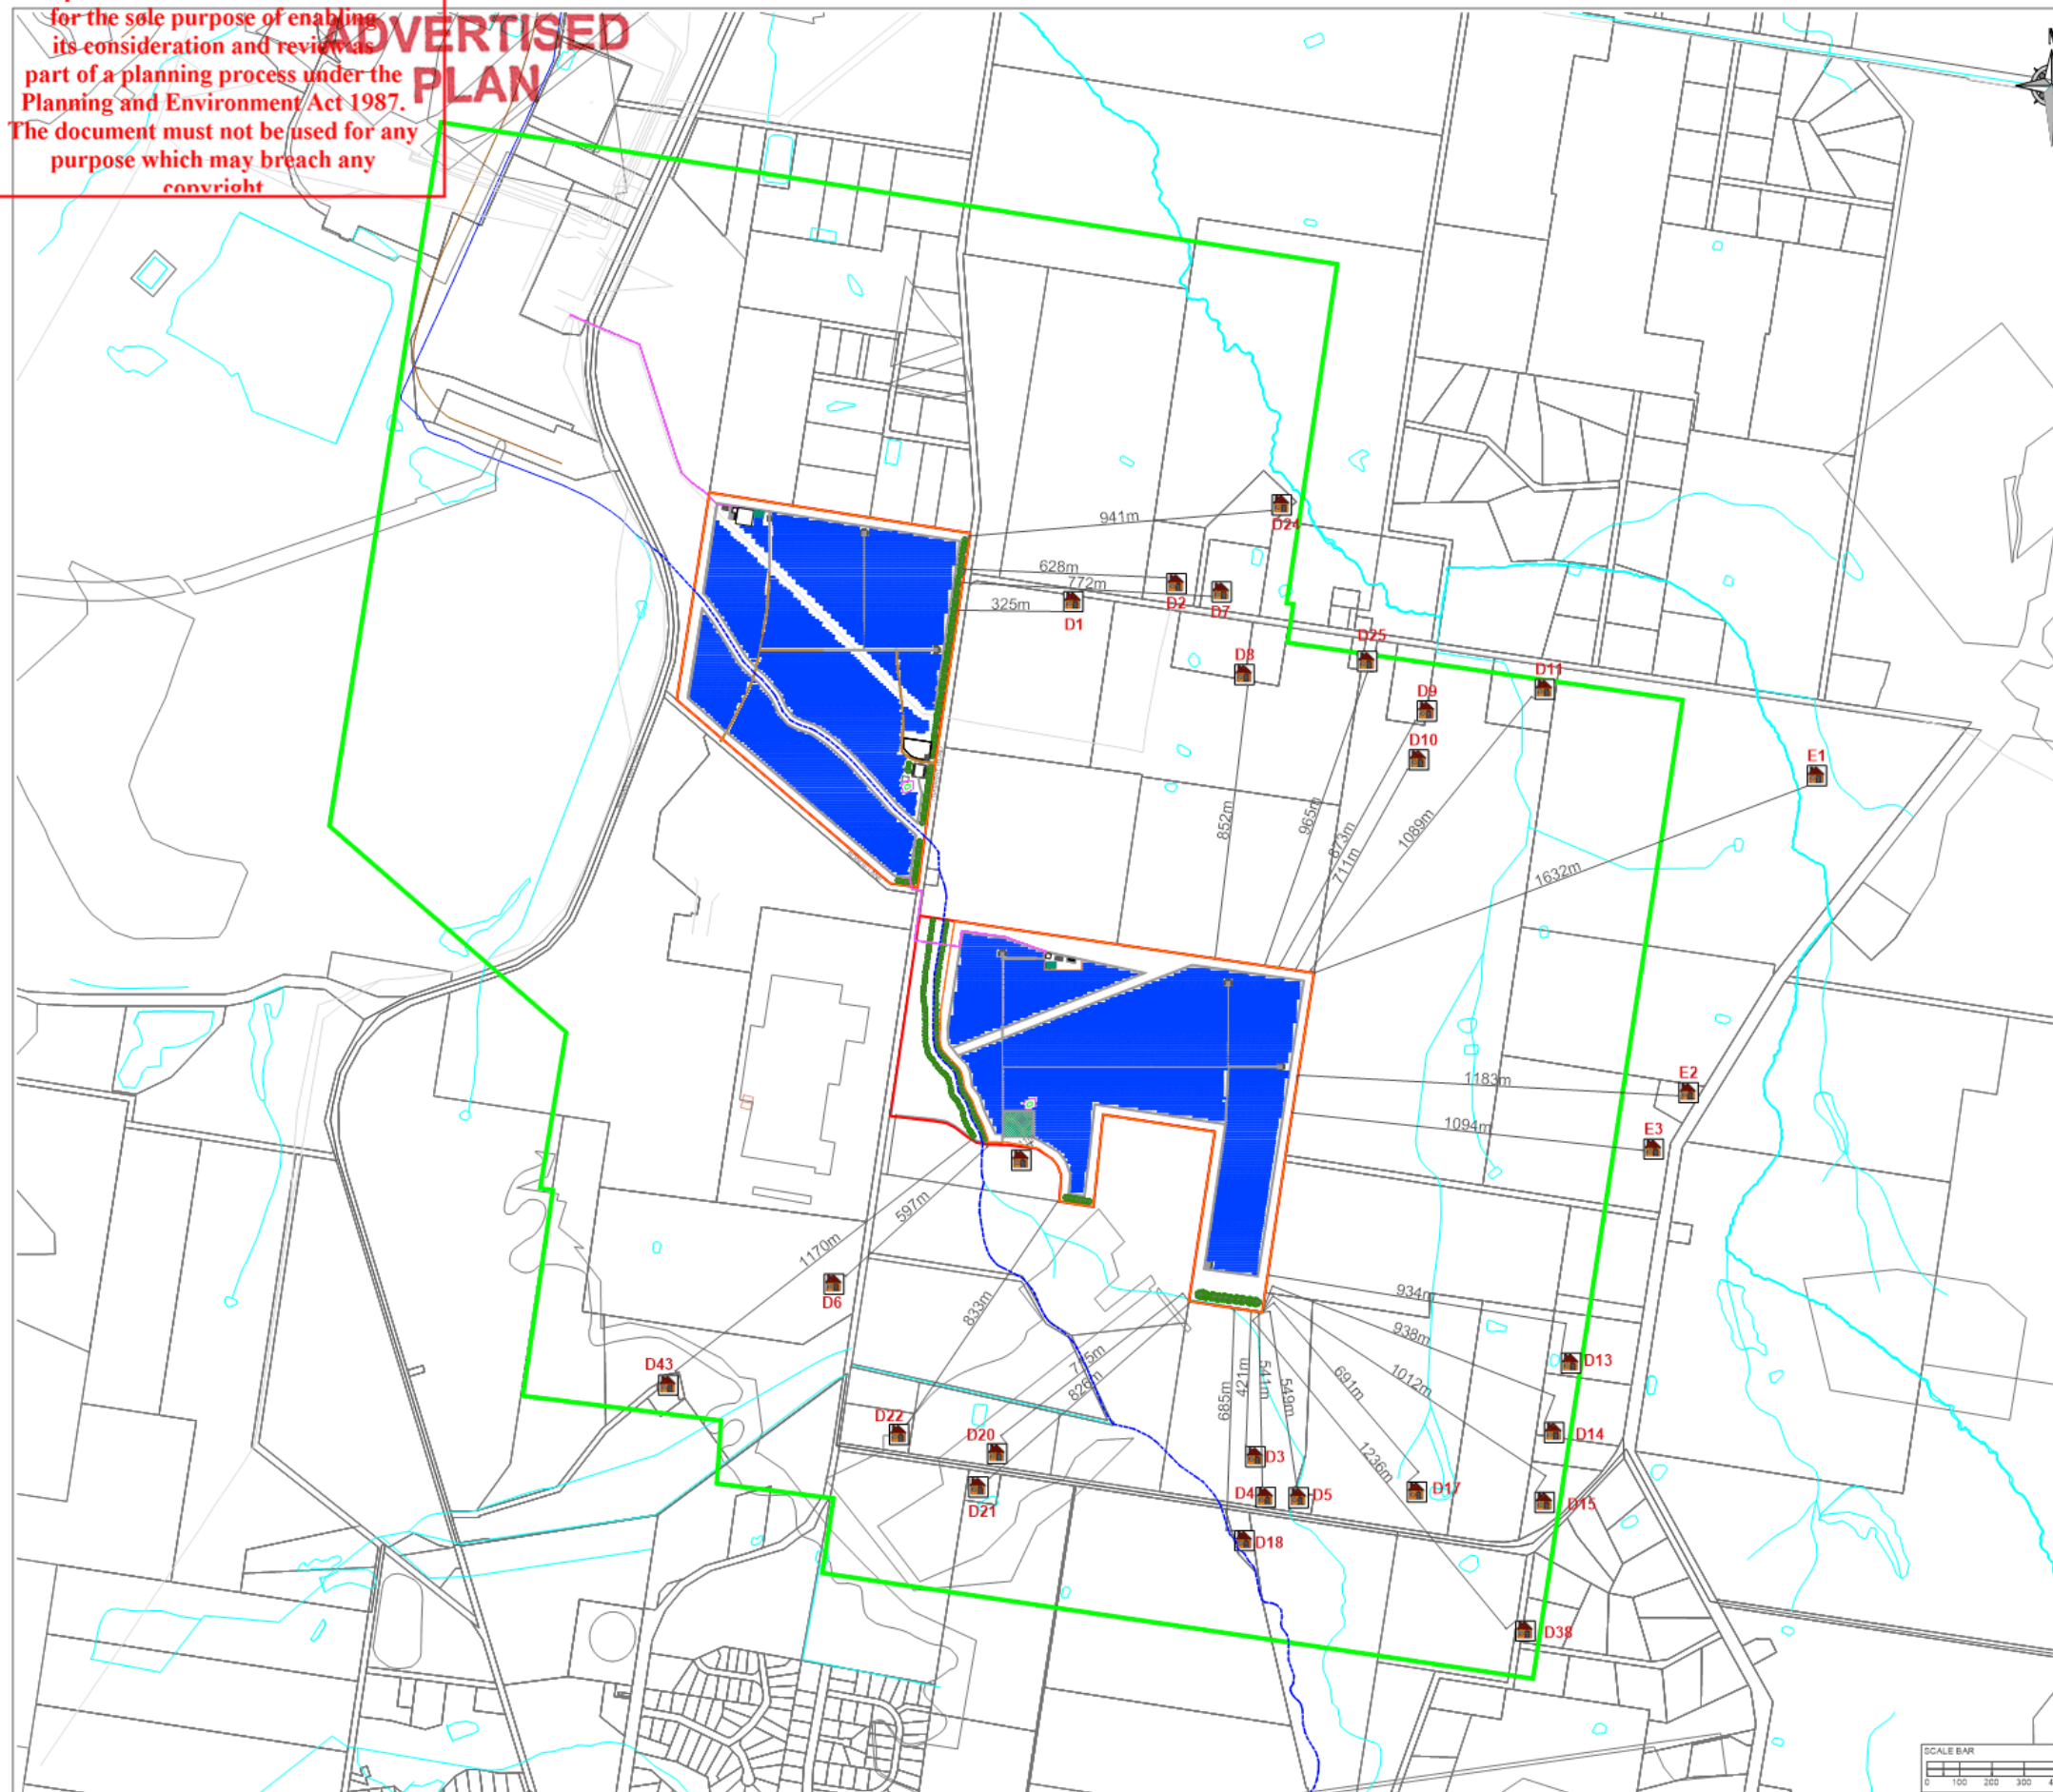 for the sole purpose of enabling
its consideration and review as
part of a planning process under the
Planning and Environment Act 1987.
The document must not be used for any
purpose which may breach any
copyright
ADVERTISED
PLAN
941m
D24
628m
772m
D2
D7
325m
D1
D25
D8
D11
D9
D10
E1
852m
965m
873m
711m
1089m
1632m
1183m
E2
1094m
E3
597m
1170m
D6
833m
934m
938m
D13
D43
826m
685m
421m
541m
549m
691m
1012m
D14
D22
D20
D3
1236m
D21
D4
D5
D17
D15
D18
D38
SCALE BAR
0 100 200 300